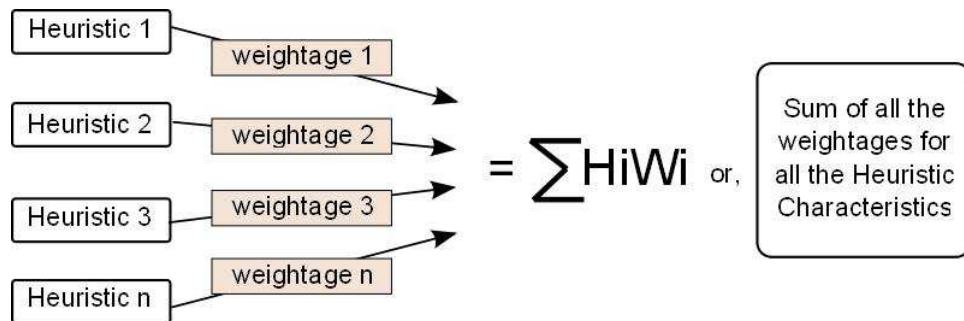 Heuristic 1
weightage 1
Heuristic 2
weightage 2
Heuristic 3
weightage 3
Heuristic n
weightage n
= ∑HiWi or,
Sum of all the
weightages for
all the Heuristic
Characteristics